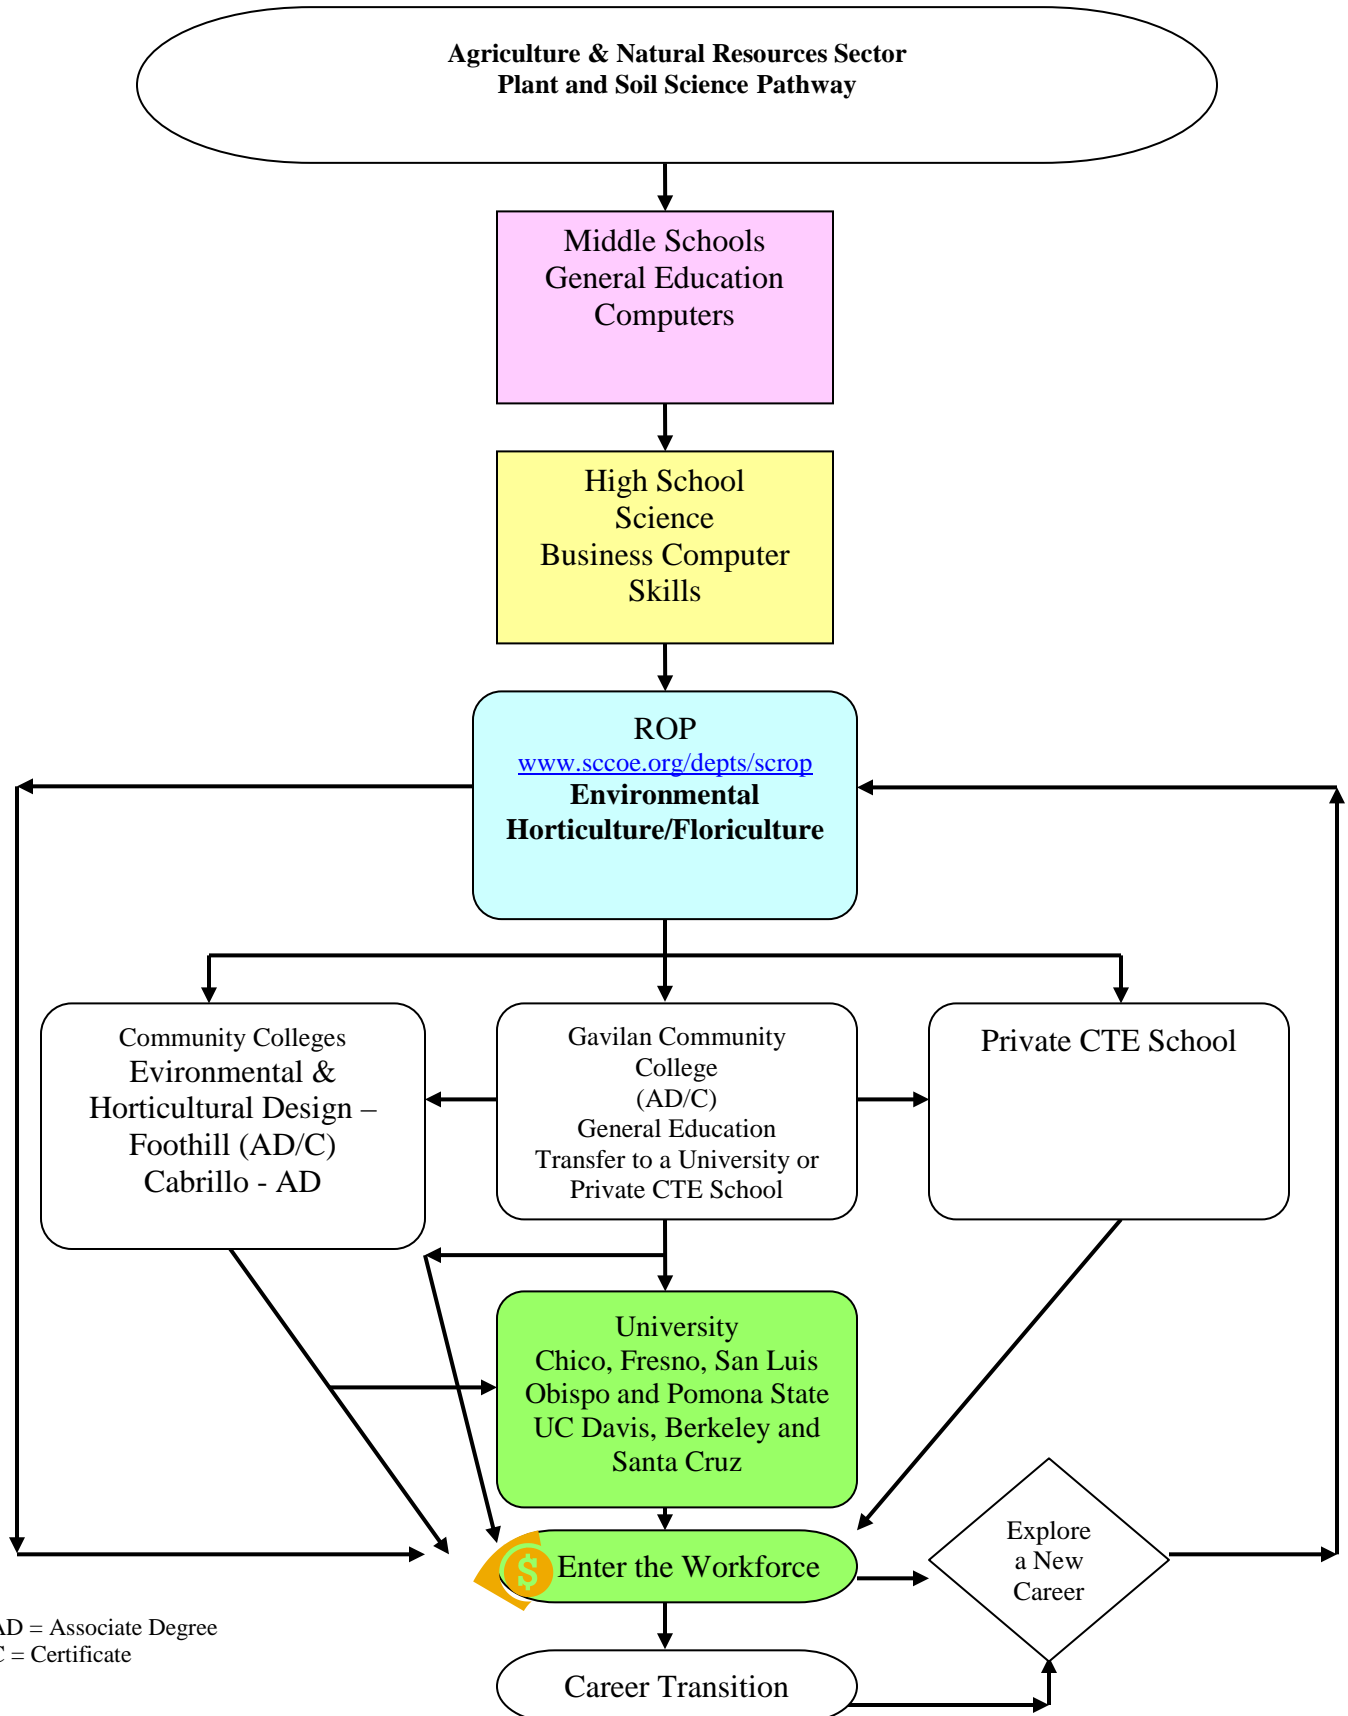 Agriculture & Natural Resources Sector
Plant and Soil Science Pathway
Middle Schools
General Education
Computers
High School
Science
Business Computer
Skills
ROP
www.sccoe.org/depts/scrop
Environmental
Horticulture/Floriculture
Community Colleges
Evironmental &
Horticultural Design –
Foothill (AD/C)
Cabrillo - AD
Gavilan Community
College
(AD/C)
General Education
Transfer to a University or
Private CTE School
Private CTE School
University
Chico, Fresno, San Luis
Obispo and Pomona State
UC Davis, Berkeley and
Santa Cruz
$ Enter the Workforce
Explore
a New
Career
AD = Associate Degree
C = Certificate
Career Transition